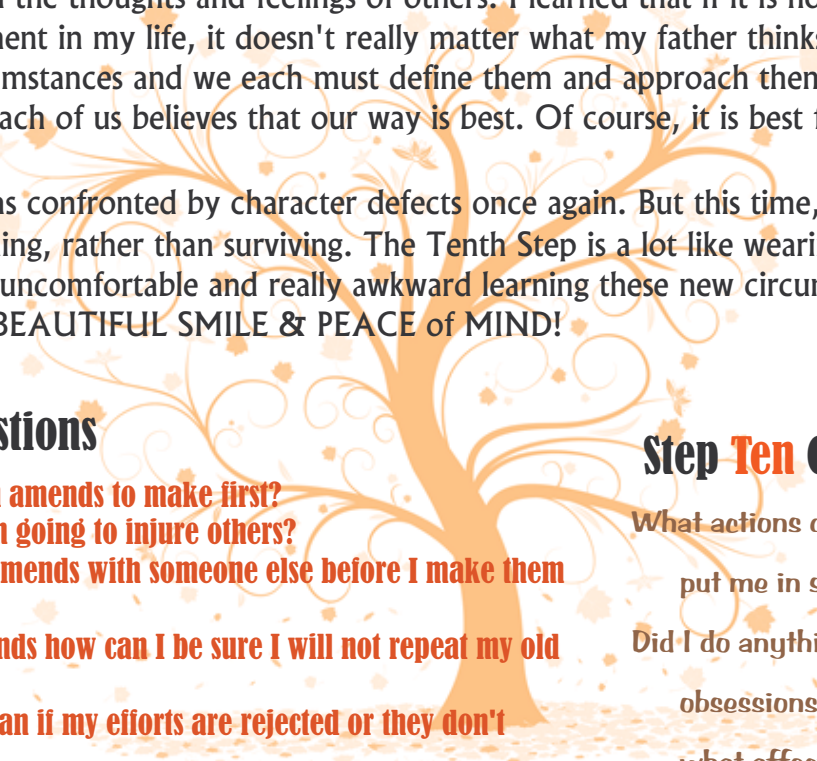 the thoughts and feelings of others. I learned that if it is
ment in my life, it doesn't really matter what my father thinks
mstances and we each must define them and approach them
ach of us believes that our way is best. Of course, it is best
as confronted by character defects once again. But this time,
ing, rather than surviving. The Tenth Step is a lot like weari
uncomfortable and really awkward learning these new circu
BEAUTIFUL SMILE & PEACE of MIND!
stions
amends to make first?
going to injure others?
mends with someone else before I make them
nds how can I be sure I will not repeat my old
an if my efforts are rejected or they don't
Step Ten
What actions
put me in
Did I do anythi
obsessions
what